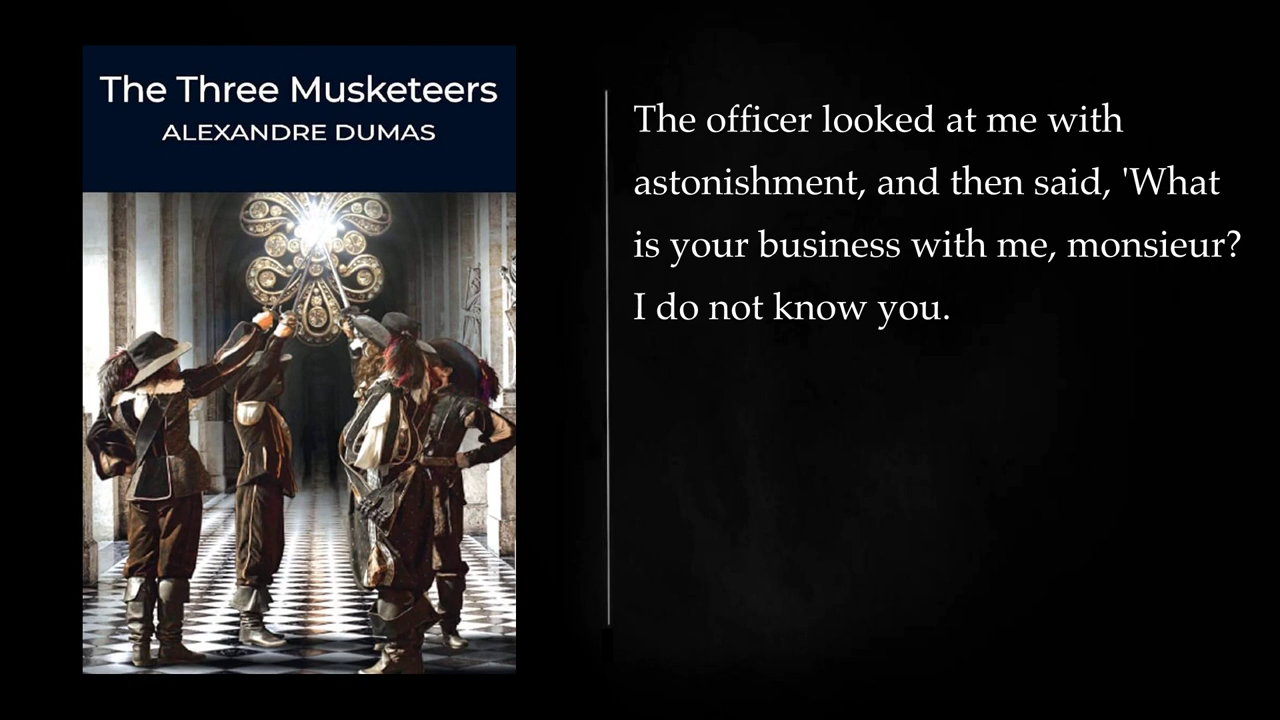 The Three Musketeers
ALEXANDRE DUMAS
The officer looked at me with
astonishment, and then said, 'What
is your business with me, monsieur?
I do not know you.